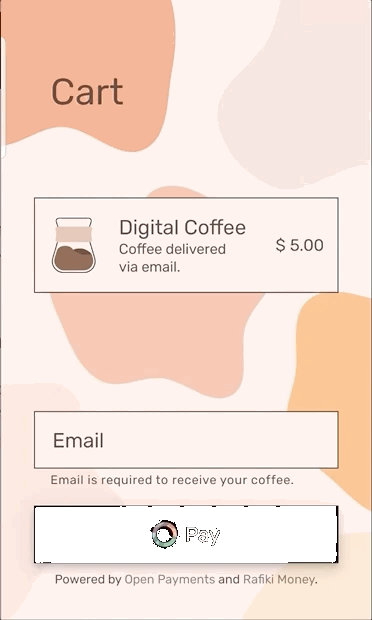 Cart
Digital Coffee
Coffee delivered
via email.
$ 5.00
Email
Email is required to receive your coffee.
Pay
Powered by Open Payments and Rafiki Money.